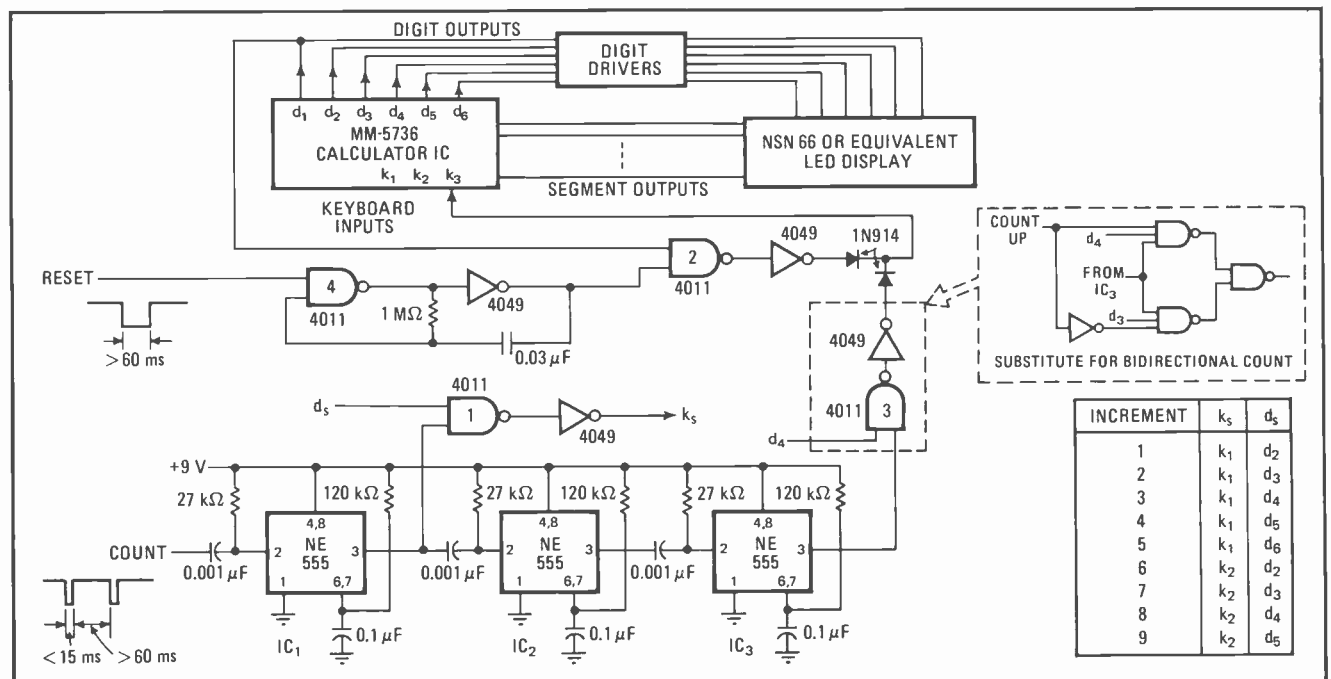 DIGIT OUTPUTS
DIGIT
DRIVERS
d1 d2 d3 d4 d5 d6
MM-5736
CALCULATOR IC
k1 k2 k3
NSN 66 OR EQUIVALENT
LED DISPLAY
SEGMENT OUTPUTS
KEYBOARD
INPUTS
RESET
>60 ms
4
4011
1 MΩ
4049
0.03 µF
2
4011
4049
1N914
4049
4011
3
d4
COUNT
UP
d4
FROM
IC3
d3
SUBSTITUTE FOR BIDIRECTIONAL COUNT
4011
ds
1
4049
ks
+9 V
27 kΩ
120 kΩ
27 kΩ
120 kΩ
27 kΩ
120 kΩ
COUNT
0.001 µF
2
4,8
NE
555
3
1
6,7
0.1 µF
IC1
0.001 µF
2
4,8
NE
555
3
1
6,7
0.1 µF
IC2
0.001 µF
2
4,8
NE
555
3
1
6,7
0.1 µF
IC3
<15 ms >60 ms
INCREMENT ks ds
1 k1 d2
2 k1 d3
3 k1 d4
4 k1 d5
5 k1 d6
6 k2 d2
7 k2 d3
8 k2 d4
9 k2 d5